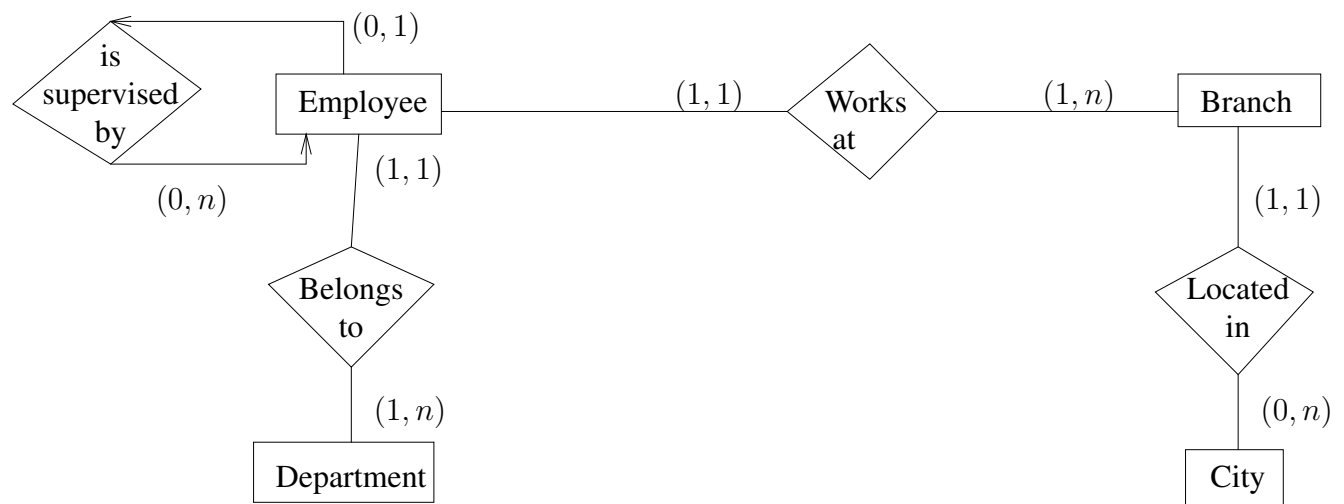 (0, 1)
is
supervised
by
Employee
(1, 1)
Works
at
(1, n)
Branch
(0, n)
(1, 1)
(1, 1)
Belongs
to
Located
in
(1, n)
(0, n)
Department
City